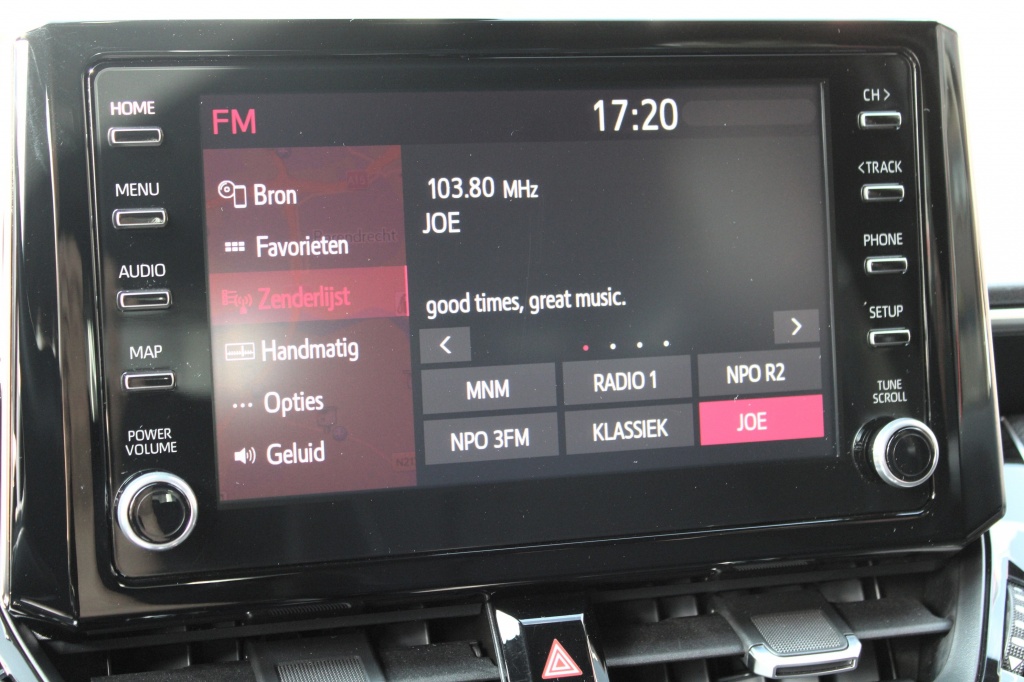 HOME
MENU
AUDIO
MAP
POWER
VOLUME
FM
17:20
Bron
Favorieten
Zenderlijst
Handmatig
Opties
Geluid
Barendrecht
103.80 MHz
JOE
good times, great music.
<
>
MNM
RADIO 1
NPO R2
NPO 3FM
KLASSIEK
JOE
CH >
< TRACK
PHONE
SETUP
TUNE
SCROLL